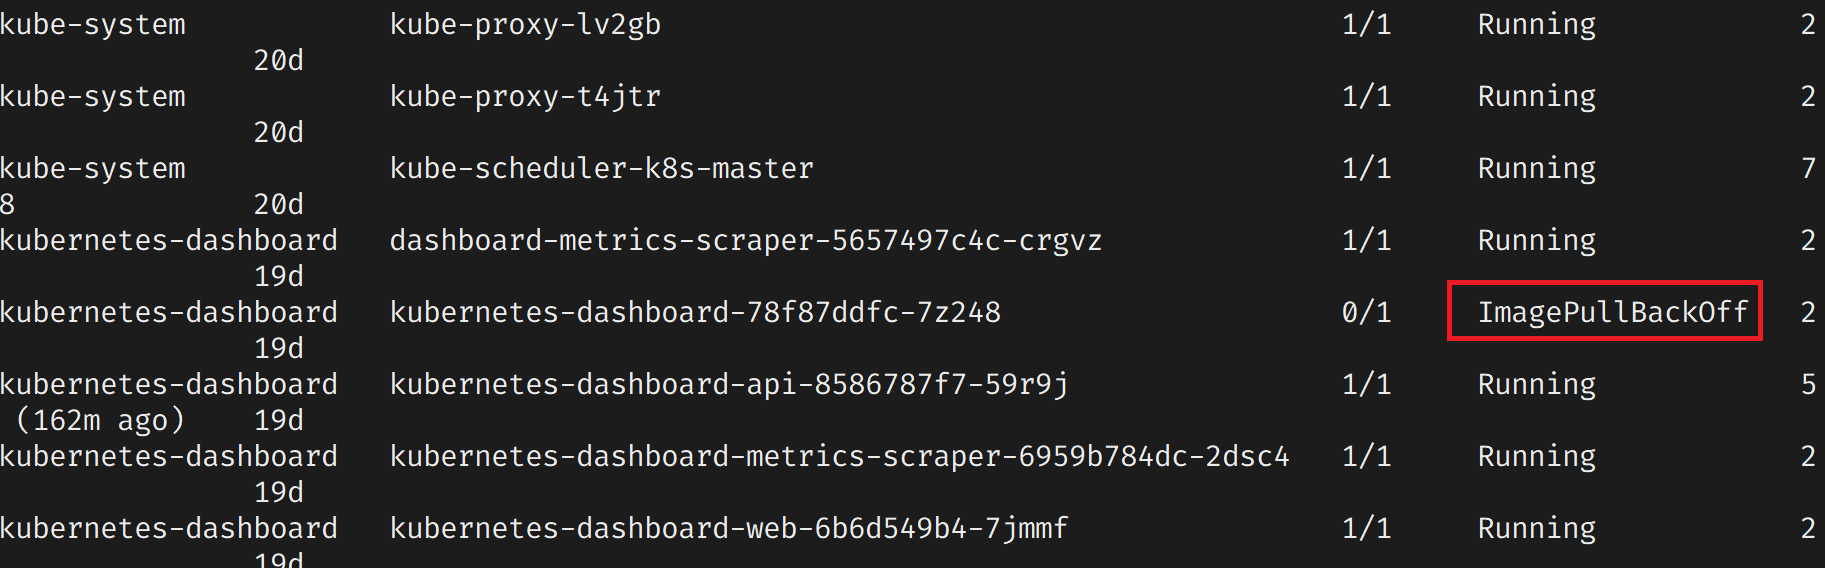 kube-system kube-proxy-lv2gb 1/1 Running 2
20d
kube-system kube-proxy-t4jtr 1/1 Running 2
20d
kube-system kube-scheduler-k8s-master 1/1 Running 7
8 20d
kubernetes-dashboard dashboard-metrics-scraper-5657497c4c-crgvz 1/1 Running 2
19d
kubernetes-dashboard kubernetes-dashboard-78f87ddfc-7z248 0/1 ImagePullBackOff 2
19d
kubernetes-dashboard kubernetes-dashboard-api-8586787f7-59r9j 1/1 Running 5
(162m ago) 19d
kubernetes-dashboard kubernetes-dashboard-metrics-scraper-6959b784dc-2dsc4 1/1 Running 2
19d
kubernetes-dashboard kubernetes-dashboard-web-6b6d549b4-7jmmf 1/1 Running 2
19d